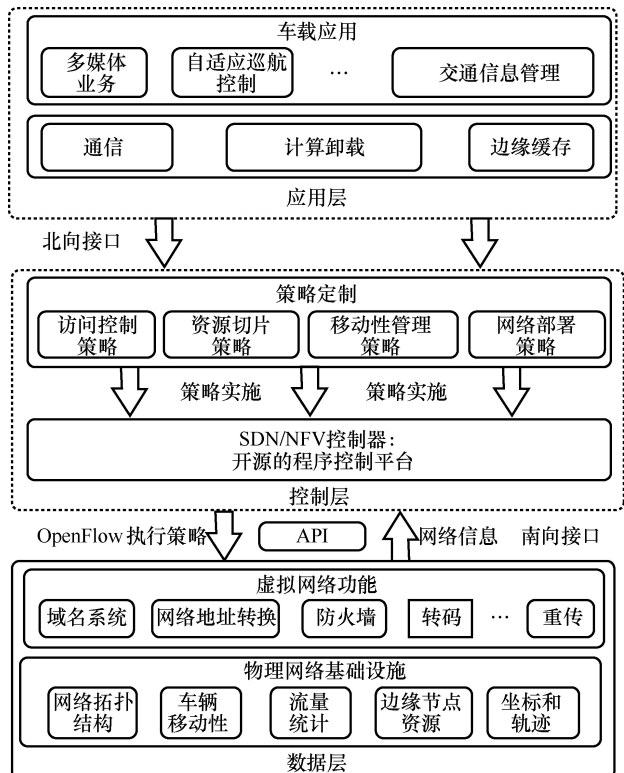 车载应用
多媒体
业务
自适应巡航
控制
…
交通信息管理
通信
计算卸载
边缘缓存
应用层
北向接口
策略定制
访问控制
策略
资源切片
策略
移动性管理
策略
网络部署
策略
策略实施
策略实施
SDN/NFV控制器:
开源的程序控制平台
控制层
OpenFlow 执行策略
API
网络信息
南向接口
虚拟网络功能
域名系统
网络地址转换
防火墙
转码
…
重传
物理网络基础设施
网络拓扑
结构
车辆
移动性
流量
统计
边缘节点
资源
坐标和
轨迹
数据层